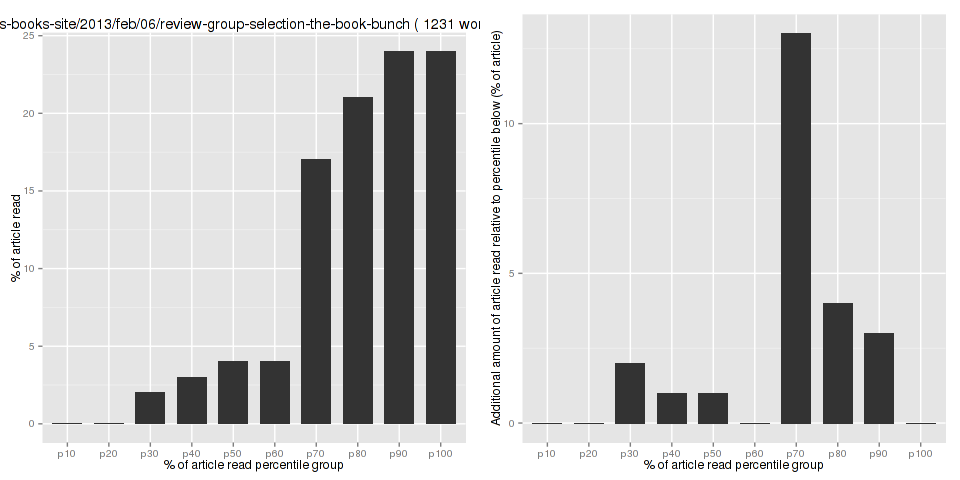 s-books-site/2013/feb/06/review-group-selection-the-book-bunch ( 1231 wor
25
20
15
10
5
0
% of article read
p10 p20 p30 p40 p50 p60 p70 p80 p90 p100
% of article read percentile group
10
5
0
Additional amount of article read relative to percentile below (% of article)
p10 p20 p30 p40 p50 p60 p70 p80 p90 p100
% of article read percentile group